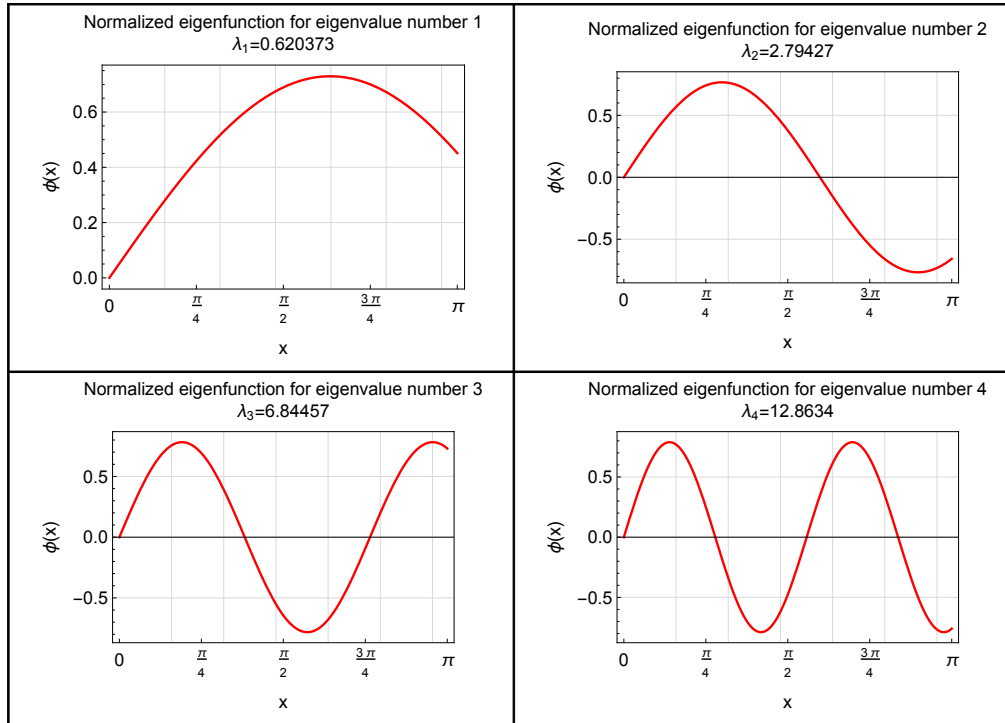 Normalized eigenfunction for eigenvalue number 1
λ₁=0.620373
0.6
0.4
0.2
0.0
ϕ(x)
0
π/4
π/2
3π/4
π
x
Normalized eigenfunction for eigenvalue number 2
λ₂=2.79427
0.5
0.0
−0.5
ϕ(x)
0
π/4
π/2
3π/4
π
x
Normalized eigenfunction for eigenvalue number 3
λ₃=6.84457
0.5
0.0
−0.5
ϕ(x)
0
π/4
π/2
3π/4
π
x
Normalized eigenfunction for eigenvalue number 4
λ₄=12.8634
0.5
0.0
−0.5
ϕ(x)
0
π/4
π/2
3π/4
π
x